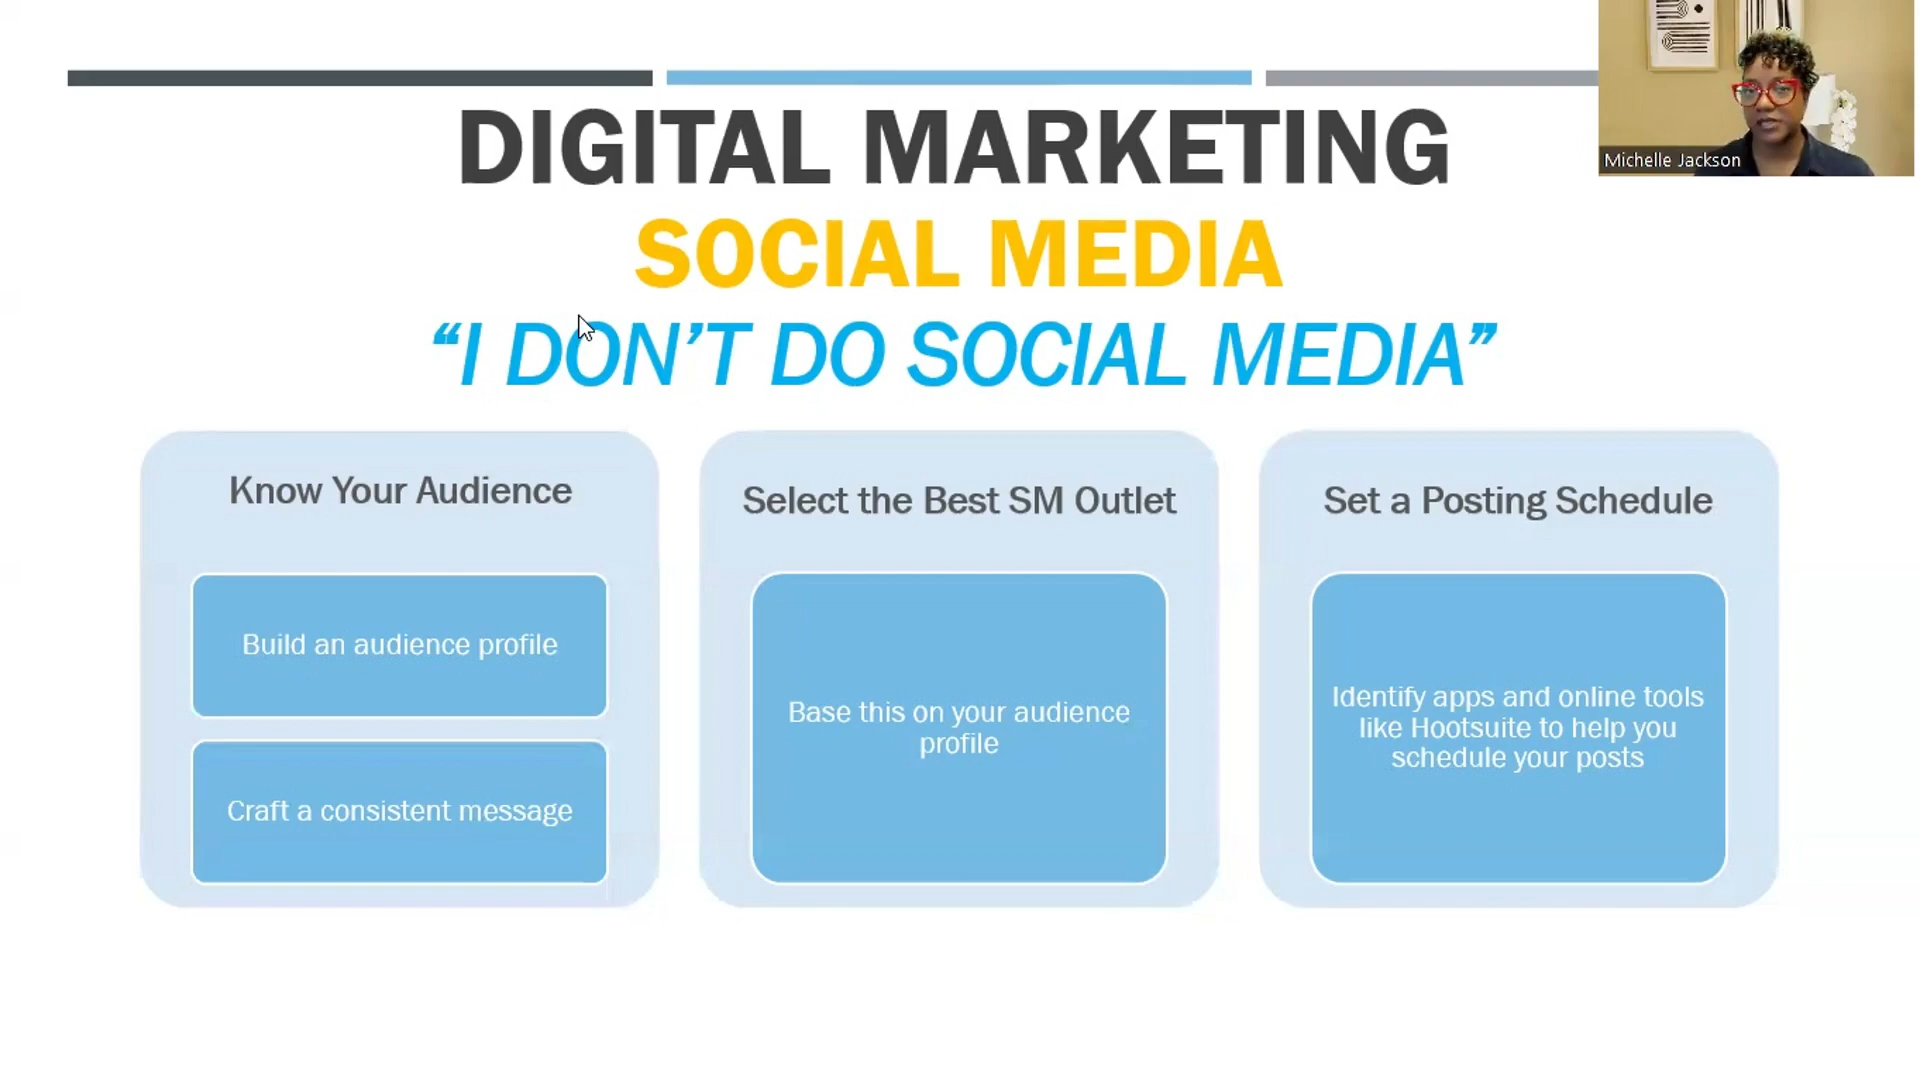 DIGITAL MARKETING
SOCIAL MEDIA
“I DON’T DO SOCIAL MEDIA”
Michelle Jackson
Know Your Audience
Build an audience profile
Craft a consistent message
Select the Best SM Outlet
Base this on your audience
profile
Set a Posting Schedule
Identify apps and online tools
like Hootsuite to help you
schedule your posts